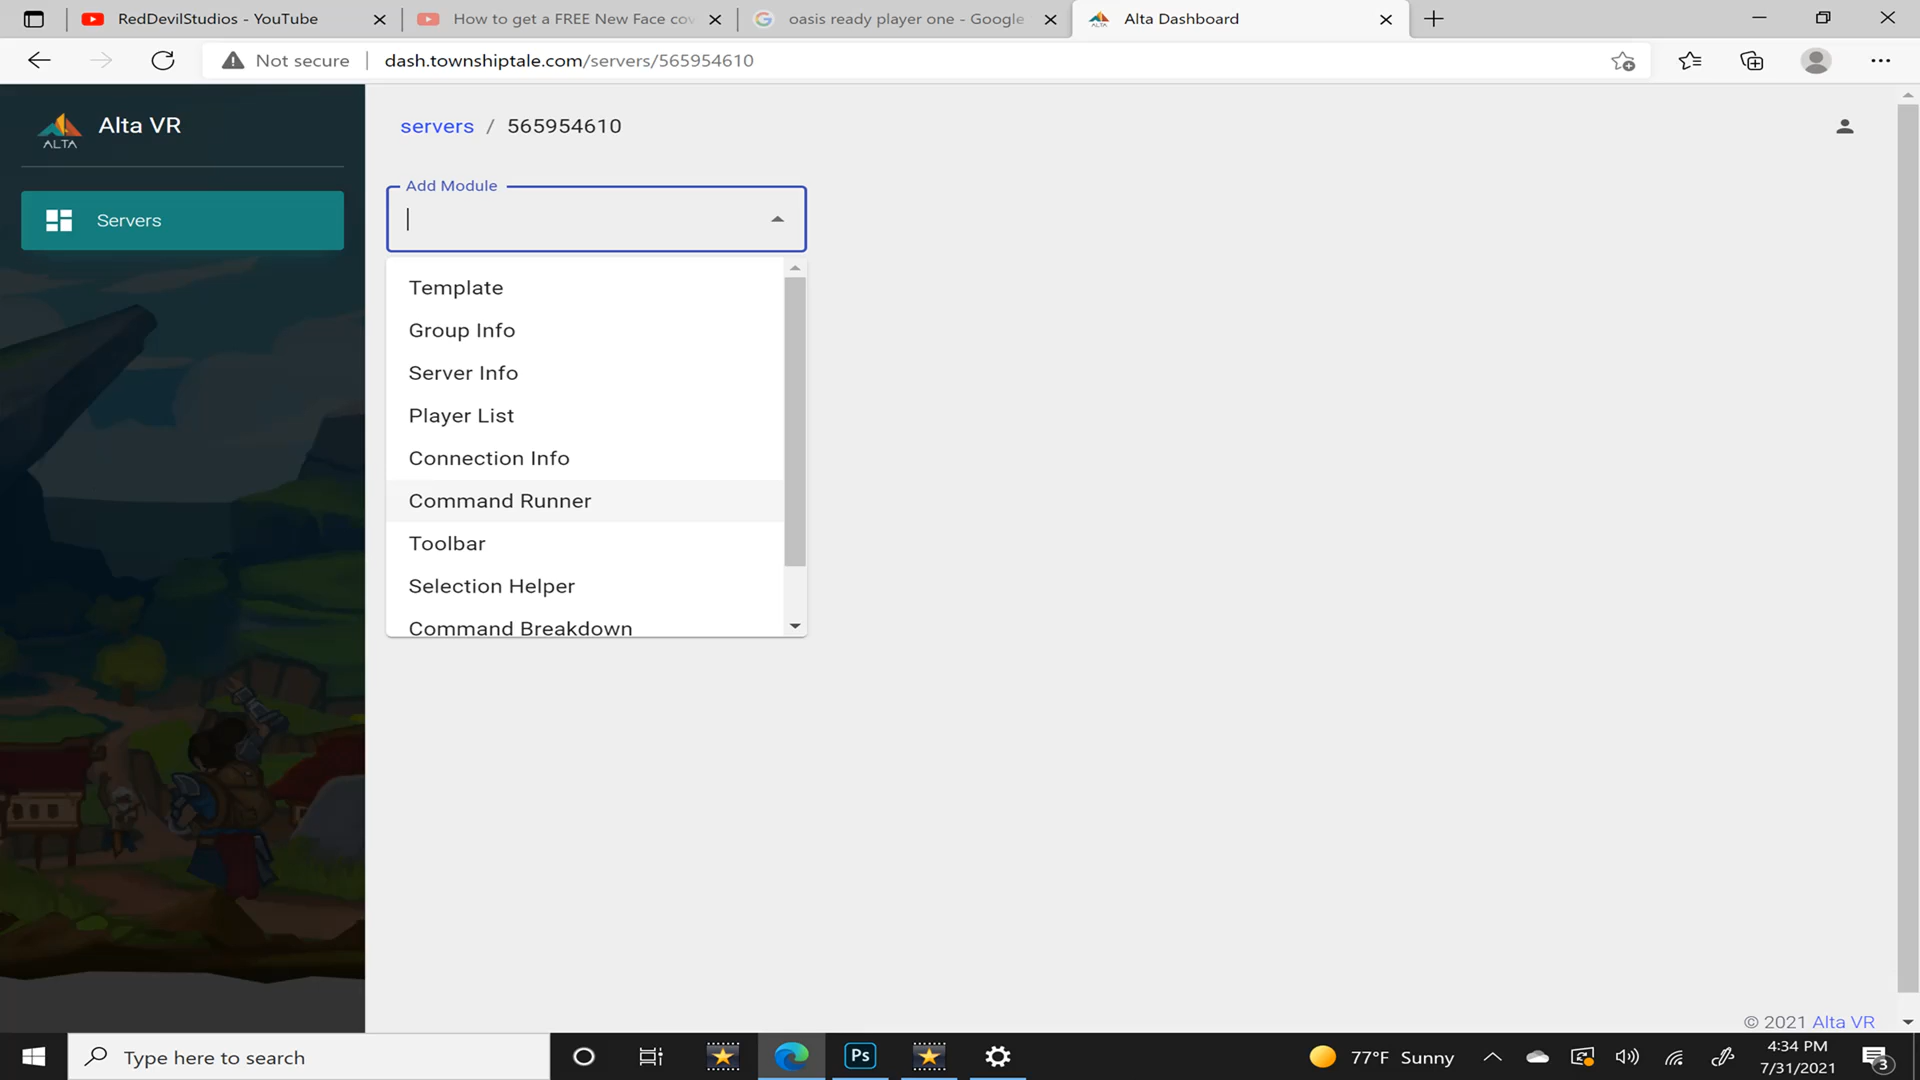 RedDevilStudios - YouTube
How to get a FREE New Face cov
oasis ready player one - Google
Alta Dashboard
Not secure
dash.townshiptale.com/servers/565954610
ALTA
Alta VR
servers / 565954610
Servers
Add Module
Template
Group Info
Server Info
Player List
Connection Info
Command Runner
Toolbar
Selection Helper
Command Breakdown
© 2021 Alta VR
Type here to search
Ps
77°F Sunny
4:34 PM
7/31/2021
3